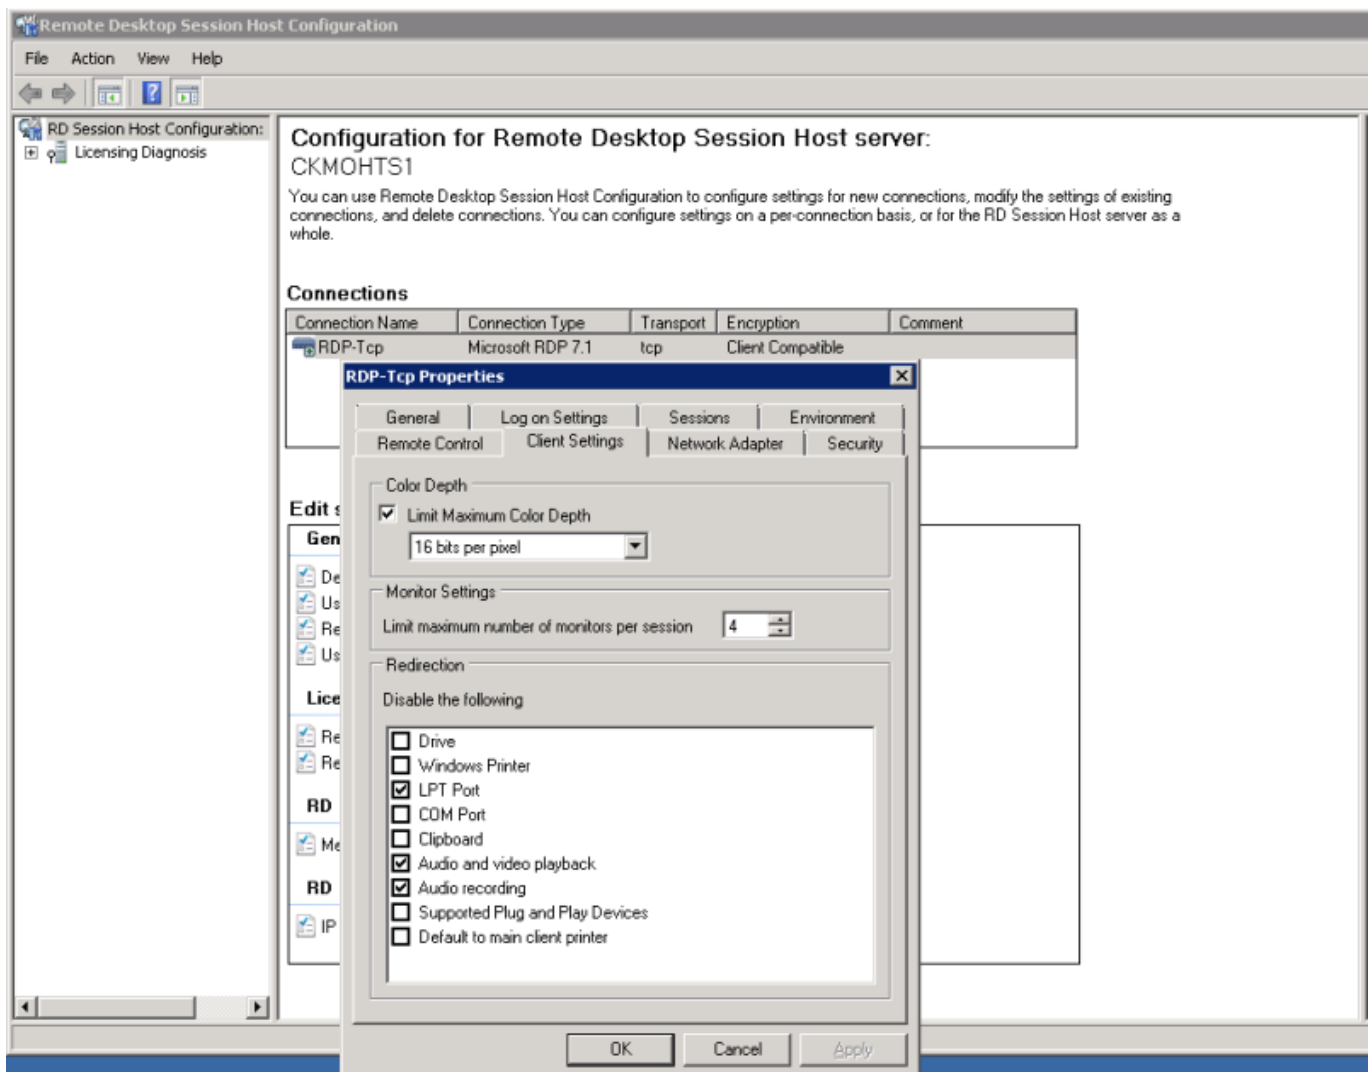 Remote Desktop Session Host Configuration
File Action View Help
RD Session Host Configuration:
Licensing Diagnosis
Configuration for Remote Desktop Session Host server:
CKMOHTS1
You can use Remote Desktop Session Host Configuration to configure settings for new connections, modify the settings of existing
connections, and delete connections. You can configure settings on a per-connection basis, or for the RD Session Host server as a
whole.
Connections
Connection Name Connection Type Transport Encryption Comment
RDP-Tcp Microsoft RDP 7.1 tcp Client Compatible
RDP-Tcp Properties
General Log on Settings Sessions Environment
Remote Control Client Settings Network Adapter Security
Color Depth
Limit Maximum Color Depth
16 bits per pixel
Monitor Settings
Limit maximum number of monitors per session 4
Redirection
Disable the following
Drive
Windows Printer
LPT Port
COM Port
Clipboard
Audio and video playback
Audio recording
Supported Plug and Play Devices
Default to main client printer
OK Cancel Apply
Edit s
Gen
De
Us
Re
Us
Lice
Re
Re
RD
Me
RD
IP